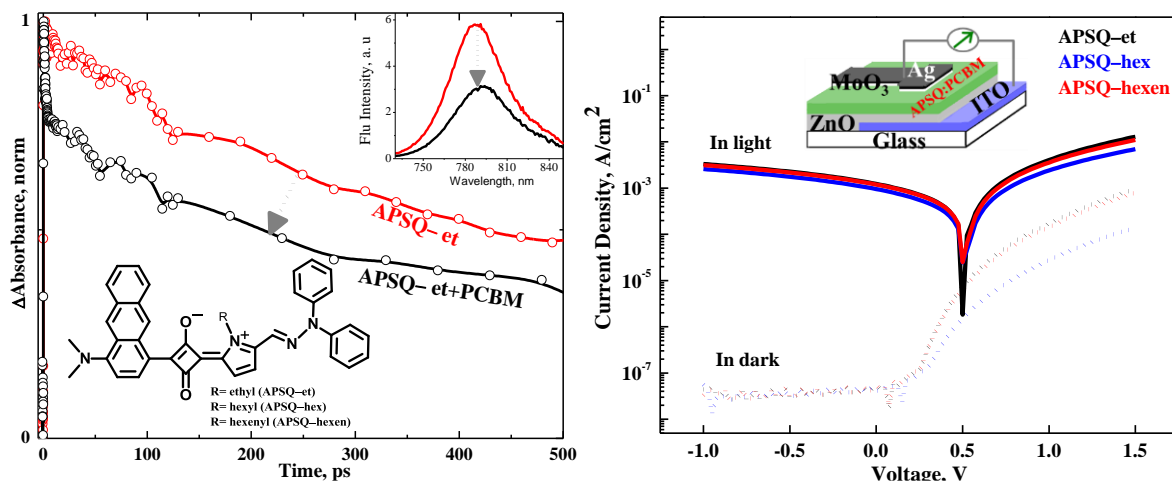 1
ΔAbsorbance, norm
0
0
100
200
300
400
500
Time, ps
APSQ– et
APSQ– et+PCBM
6
5
3
2
0
Flu Intensity, a. u
740
780
820
840
Wavelength, nm
R
O⁻
N⁺
N
N
N
O
R= ethyl (APSQ–et)
R= hexyl (APSQ–hex)
R= hexenyl (APSQ–hexen)
APSQ–et
APSQ–hex
APSQ–hexen
Ag
MoO₃
APSQ:PCBM
ITO
ZnO
Glass
In light
In dark
10⁻¹
10⁻³
10⁻⁵
10⁻⁷
Current Density, A/cm²
-1.0
-0.5
0.0
0.5
1.0
1.5
Voltage, V